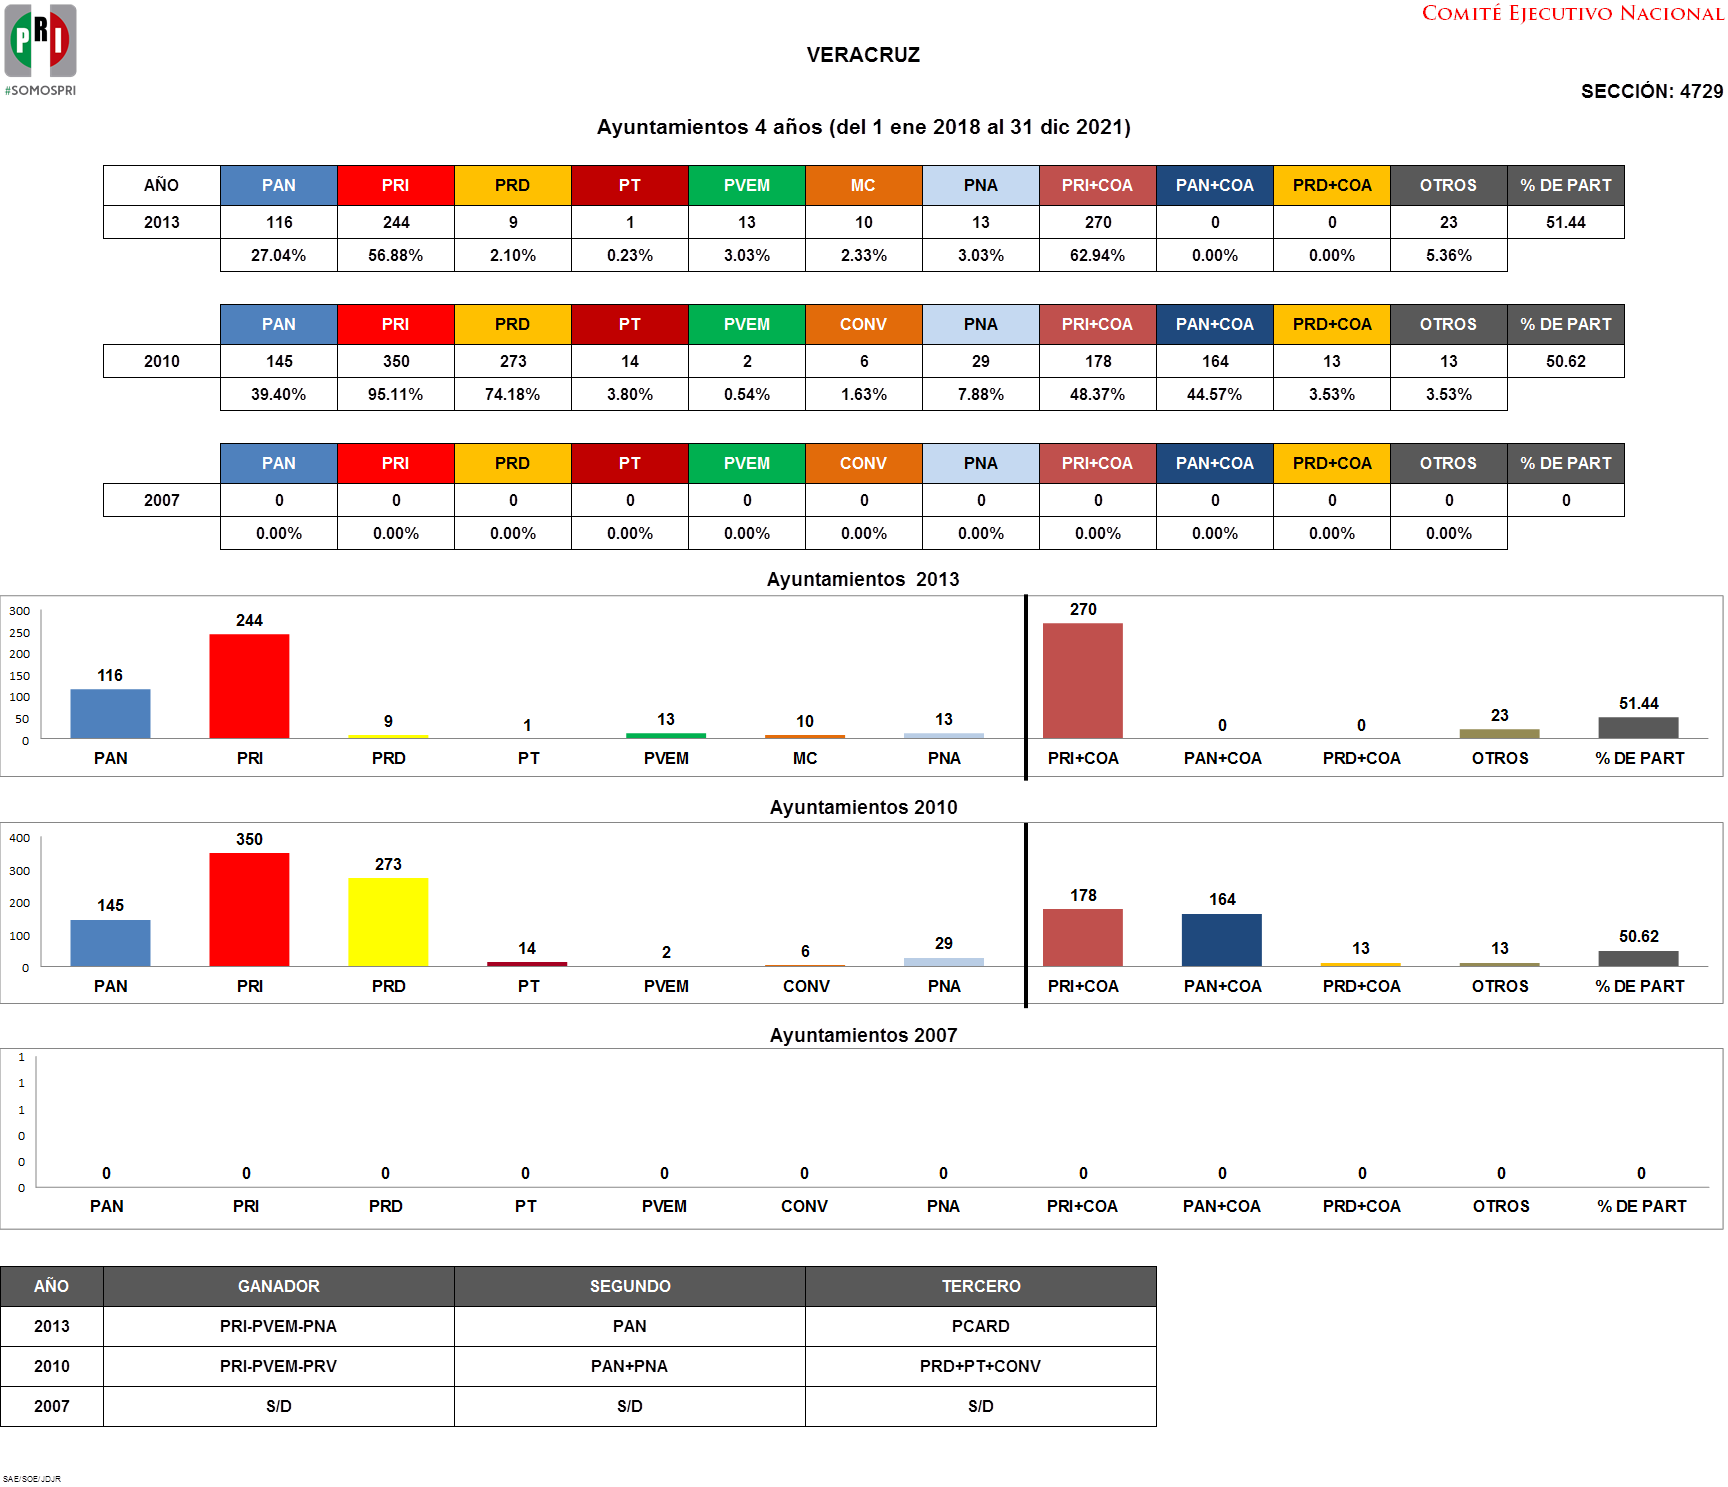 PRI
#SOMOSPRI
COMITÉ EJECUTIVO NACIONAL
VERACRUZ
SECCIÓN: 4729
Ayuntamientos 4 años (del 1 ene 2018 al 31 dic 2021)
AÑO PAN PRI PRD PT PVEM MC PNA PRI+COA PAN+COA PRD+COA OTROS % DE PART
2013 116 244 9 1 13 10 13 270 0 0 23 51.44
27.04% 56.88% 2.10% 0.23% 3.03% 2.33% 3.03% 62.94% 0.00% 0.00% 5.36%
PAN PRI PRD PT PVEM CONV PNA PRI+COA PAN+COA PRD+COA OTROS % DE PART
2010 145 350 273 14 2 6 29 178 164 13 13 50.62
39.40% 95.11% 74.18% 3.80% 0.54% 1.63% 7.88% 48.37% 44.57% 3.53% 3.53%
PAN PRI PRD PT PVEM CONV PNA PRI+COA PAN+COA PRD+COA OTROS % DE PART
2007 0 0 0 0 0 0 0 0 0 0 0 0
0.00% 0.00% 0.00% 0.00% 0.00% 0.00% 0.00% 0.00% 0.00% 0.00% 0.00%
Ayuntamientos 2013
300
250
200
150
100
50
0
116 244 9 1 13 10 13 270 0 0 23 51.44
PAN PRI PRD PT PVEM MC PNA PRI+COA PAN+COA PRD+COA OTROS % DE PART
Ayuntamientos 2010
400
300
200
100
0
145 350 273 14 2 6 29 178 164 13 13 50.62
PAN PRI PRD PT PVEM CONV PNA PRI+COA PAN+COA PRD+COA OTROS % DE PART
Ayuntamientos 2007
1
1
1
0
0
0
0 0 0 0 0 0 0 0 0 0 0 0
PAN PRI PRD PT PVEM CONV PNA PRI+COA PAN+COA PRD+COA OTROS % DE PART
AÑO GANADOR SEGUNDO TERCERO
2013 PRI-PVEM-PNA PAN PCARD
2010 PRI-PVEM-PRV PAN+PNA PRD+PT+CONV
2007 S/D S/D S/D
SAE/SOE/JDJR